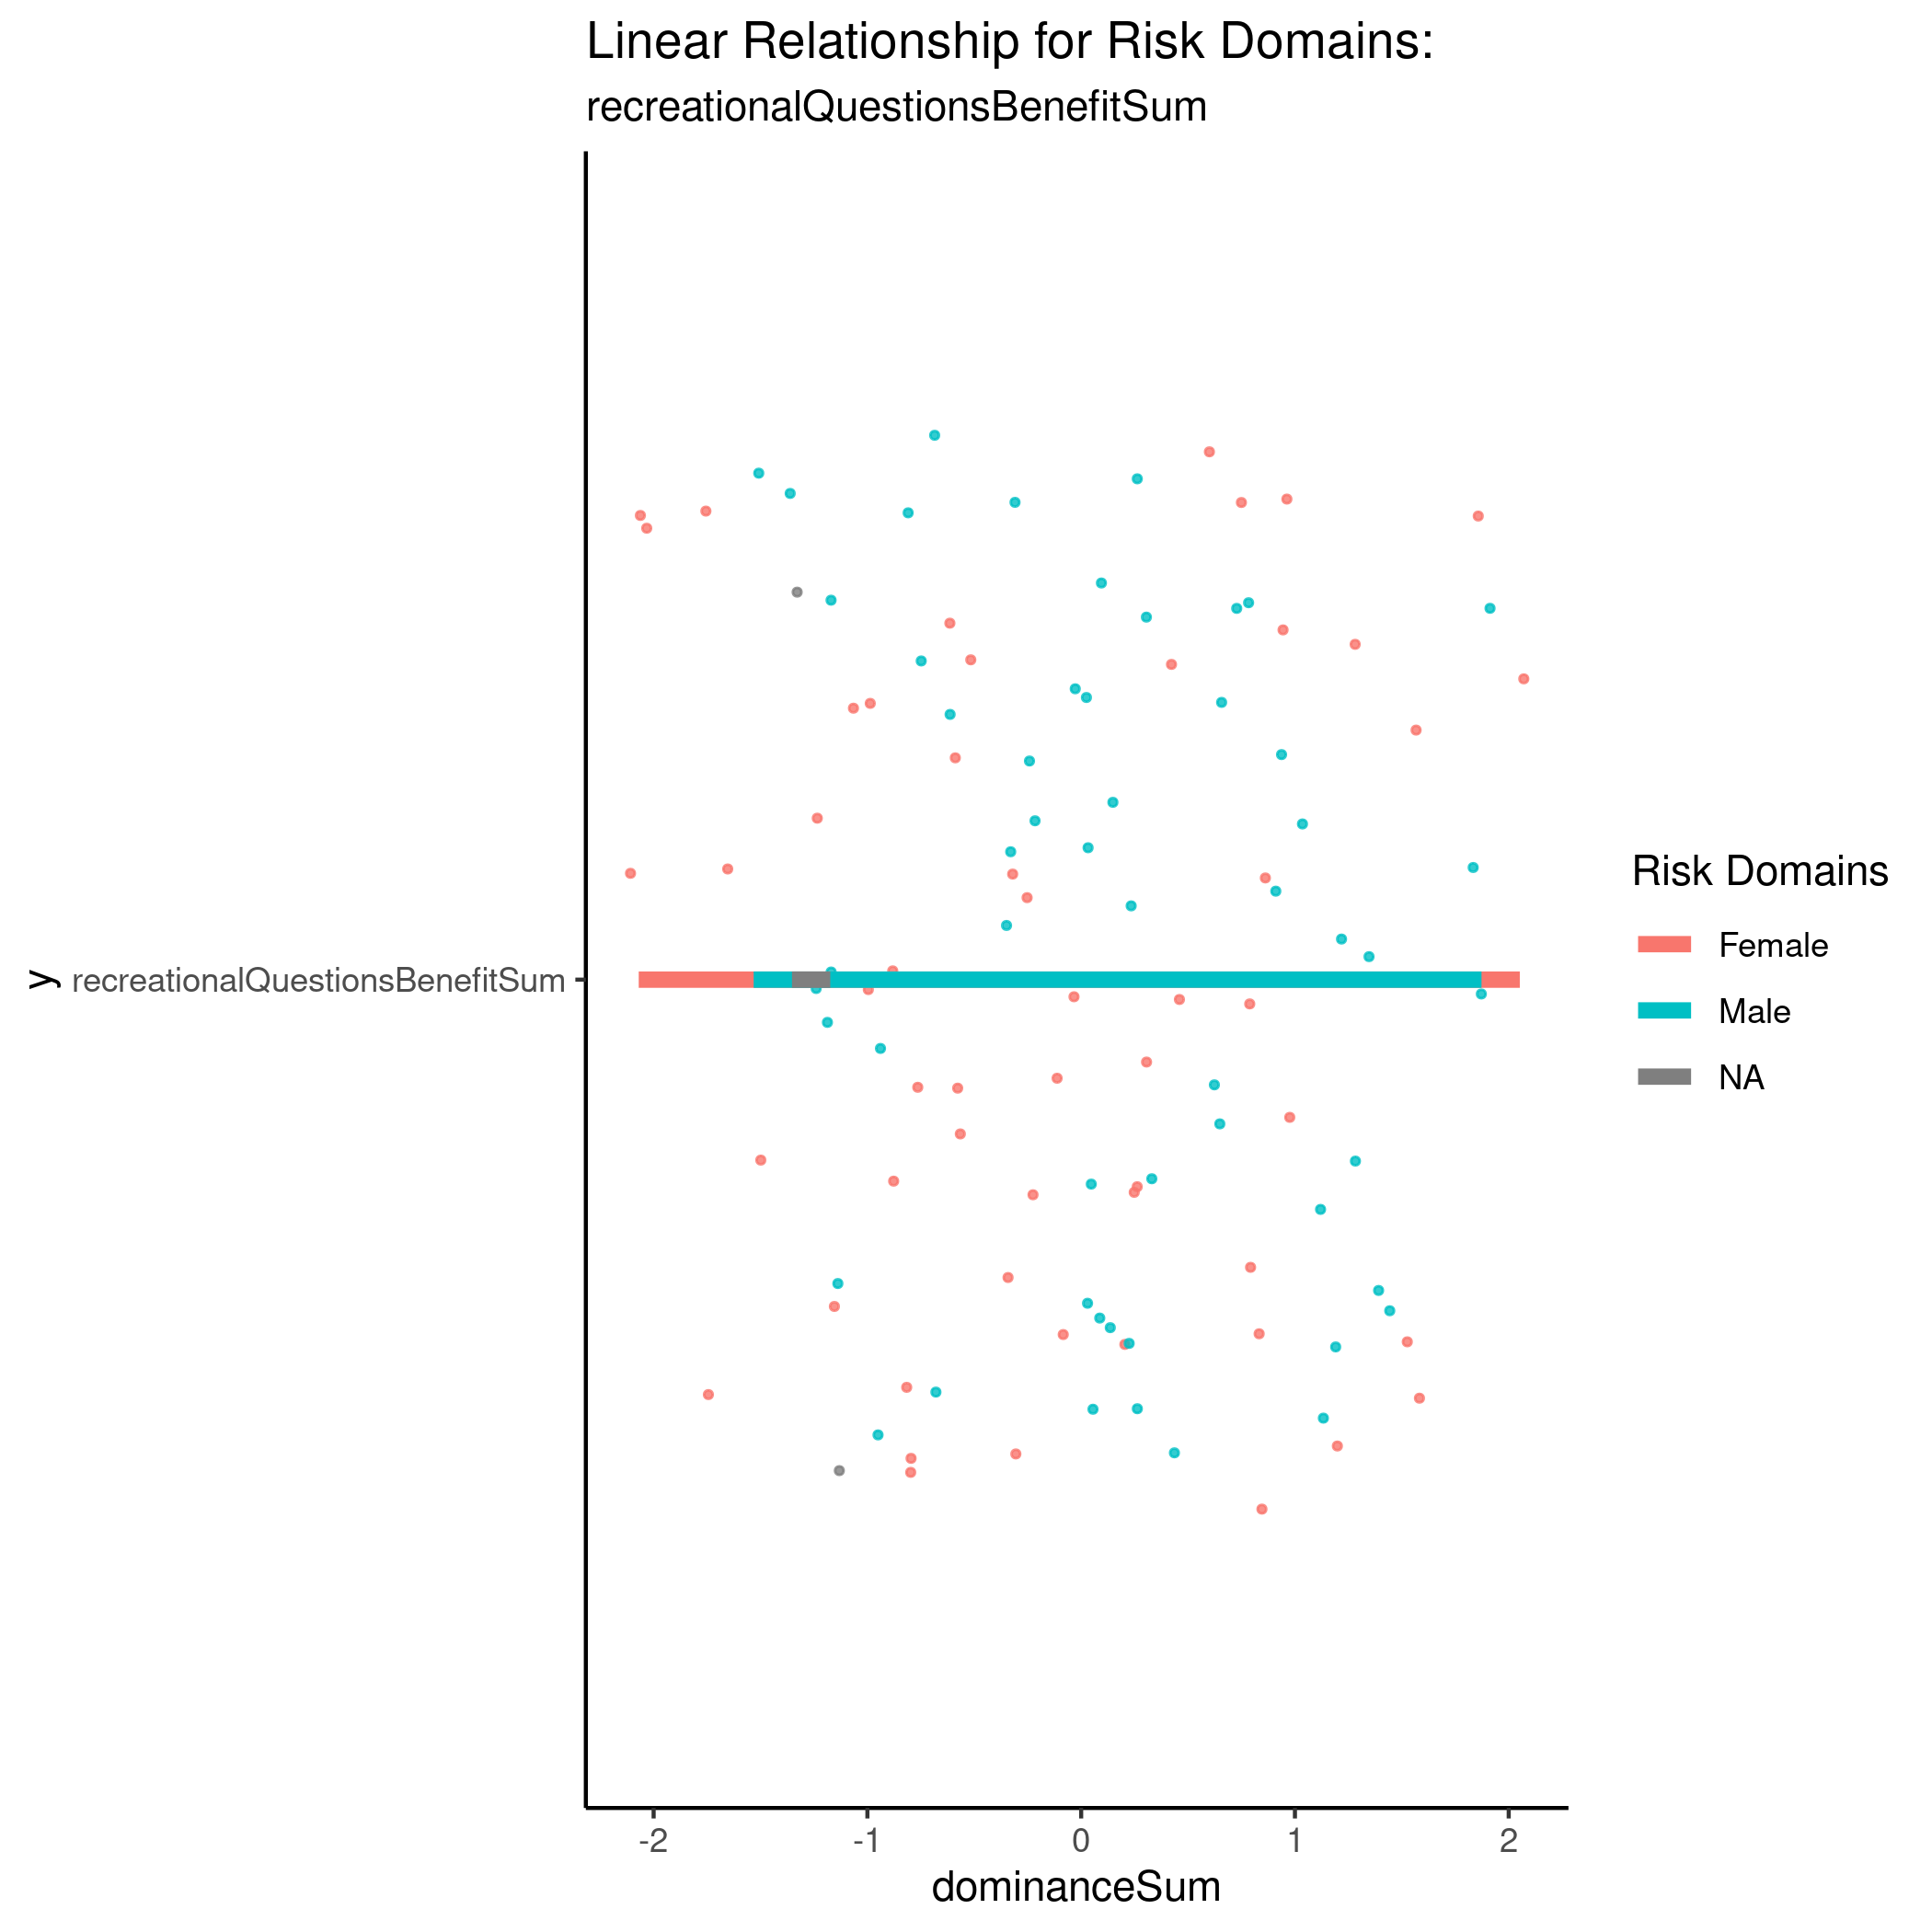 Linear Relationship for Risk Domains:
recreationalQuestionsBenefitSum
y
recreationalQuestionsBenefitSum
Risk Domains
Female
Male
NA
-2 -1 0 1 2
dominanceSum